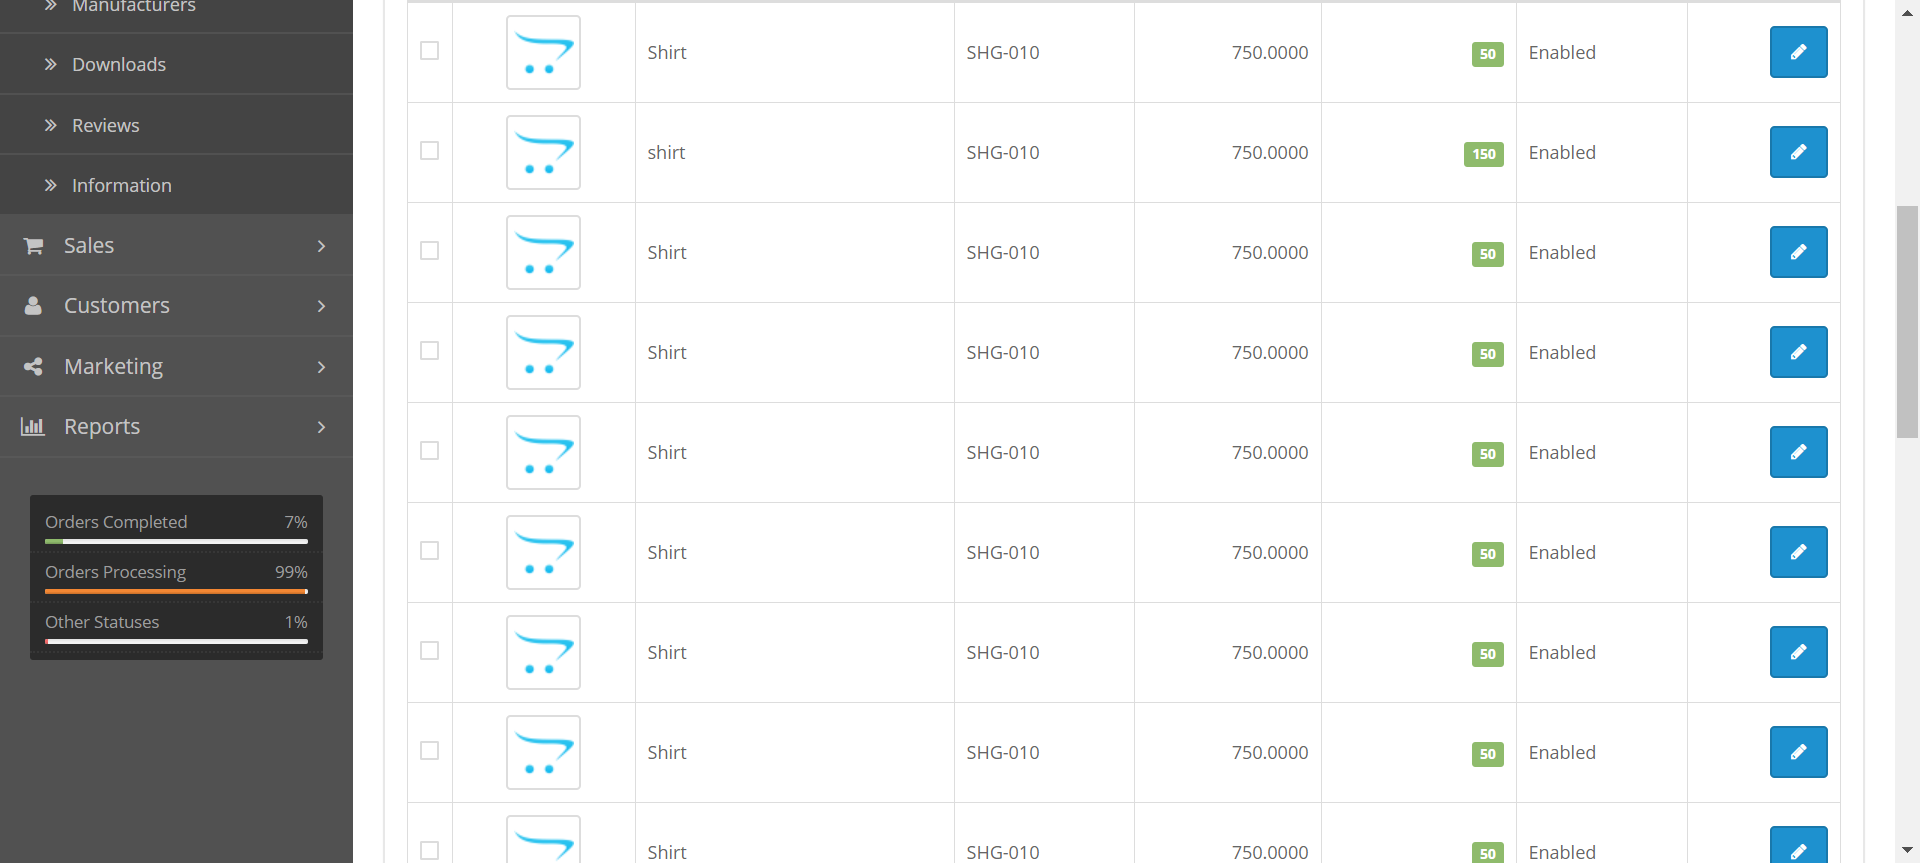 Manufacturers
Downloads
Reviews
Information
Sales
Customers
Marketing
Reports
Orders Completed 7%
Orders Processing 99%
Other Statuses 1%
Shirt SHG-010 750.0000 50 Enabled
shirt SHG-010 750.0000 150 Enabled
Shirt SHG-010 750.0000 50 Enabled
Shirt SHG-010 750.0000 50 Enabled
Shirt SHG-010 750.0000 50 Enabled
Shirt SHG-010 750.0000 50 Enabled
Shirt SHG-010 750.0000 50 Enabled
Shirt SHG-010 750.0000 50 Enabled
Shirt SHG-010 750.0000 50 Enabled